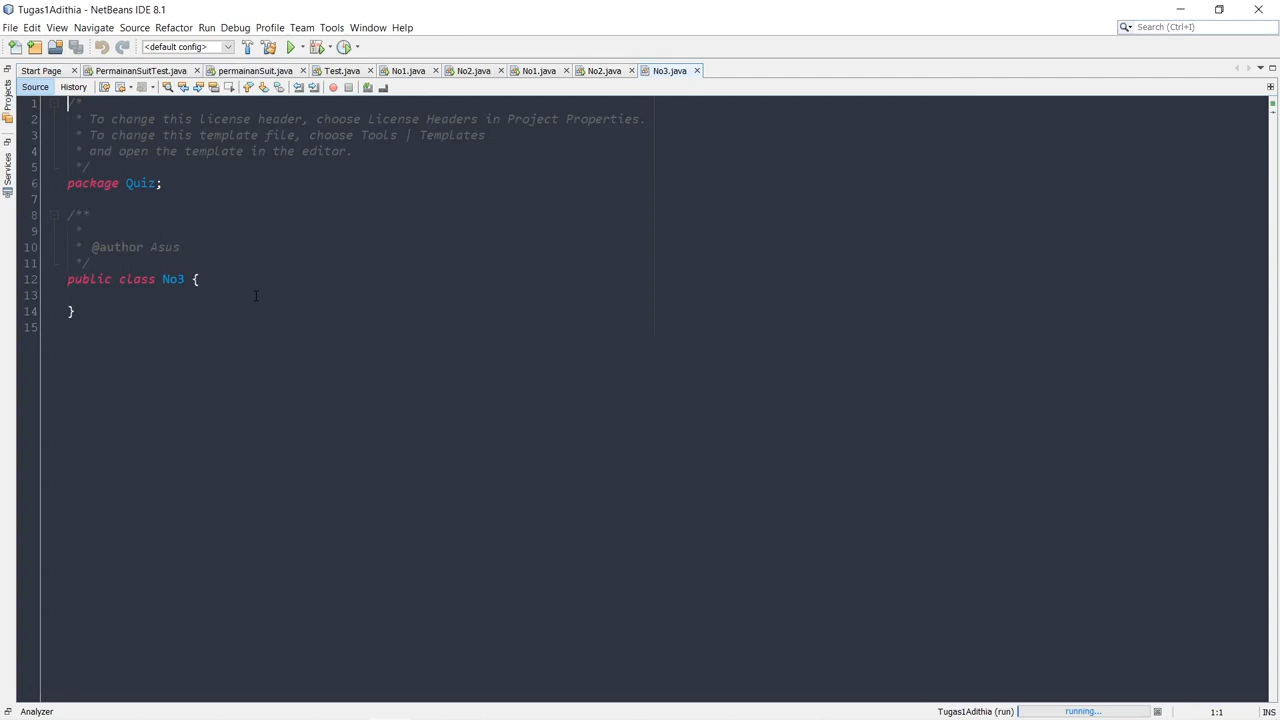 Tugas1Adithia - NetBeans IDE 8.1
File Edit View Navigate Source Refactor Run Debug Profile Team Tools Window Help
Search (Ctrl+I)
<default config>
Start Page PermainanSuitTest.java permainanSuit.java Test.java No1.java No2.java No1.java No2.java No3.java
Source History
Projects
Services
1 /*
2 * To change this license header, choose License Headers in Project Properties.
3 * To change this template file, choose Tools | Templates
4 * and open the template in the editor.
5 */
6 package Quiz;
7
8 /**
9 *
10 * @author Asus
11 */
12 public class No3 {
13
14 }
15
Analyzer Tugas1Adithia (run) running... 1:1 INS